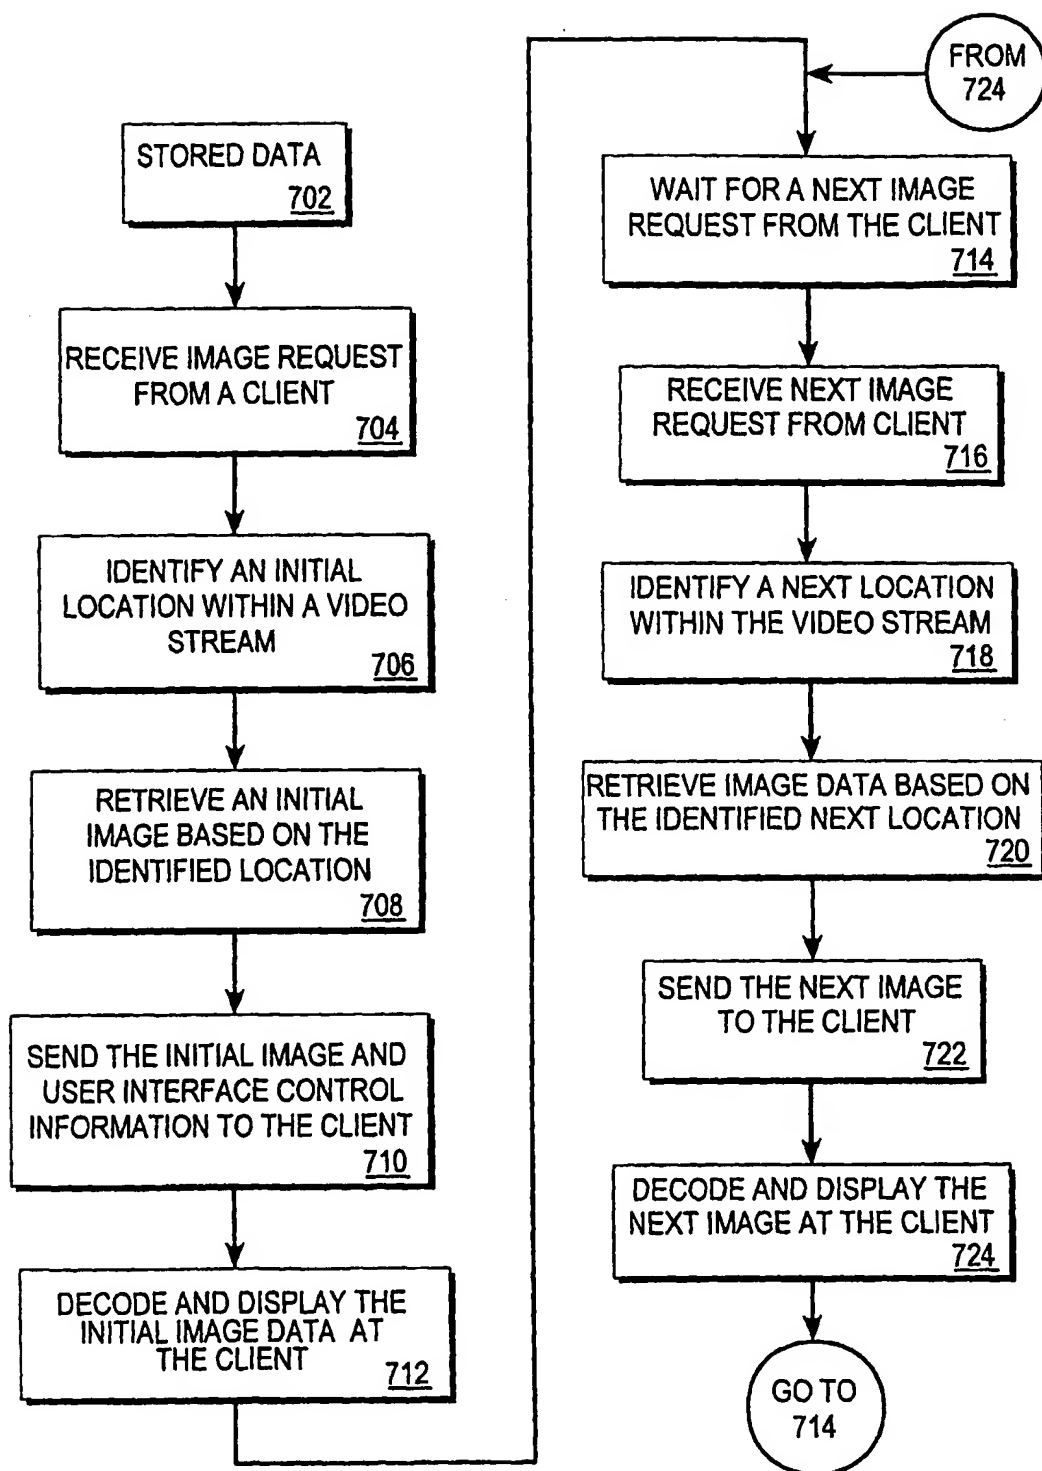 STORED DATA
702
RECEIVE IMAGE REQUEST
FROM A CLIENT
704
IDENTIFY AN INITIAL
LOCATION WITHIN A VIDEO
STREAM
706
RETRIEVE AN INITIAL
IMAGE BASED ON THE
IDENTIFIED LOCATION
708
SEND THE INITIAL IMAGE AND
USER INTERFACE CONTROL
INFORMATION TO THE CLIENT
710
DECODE AND DISPLAY THE
INITIAL IMAGE DATA AT
THE CLIENT
712
FROM
724
WAIT FOR A NEXT IMAGE
REQUEST FROM THE CLIENT
714
RECEIVE NEXT IMAGE
REQUEST FROM CLIENT
716
IDENTIFY A NEXT LOCATION
WITHIN THE VIDEO STREAM
718
RETRIEVE IMAGE DATA BASED ON
THE IDENTIFIED NEXT LOCATION
720
SEND THE NEXT IMAGE
TO THE CLIENT
722
DECODE AND DISPLAY THE
NEXT IMAGE AT THE CLIENT
724
GO TO
714